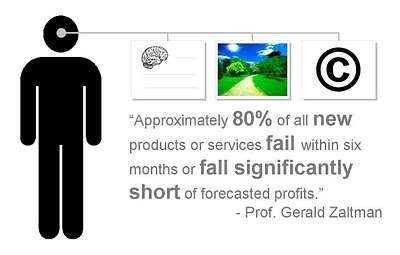 ©
“Approximately 80% of all new
products or services fail within six
months or fall significantly
short of forecasted profits.”
- Prof. Gerald Zaltman